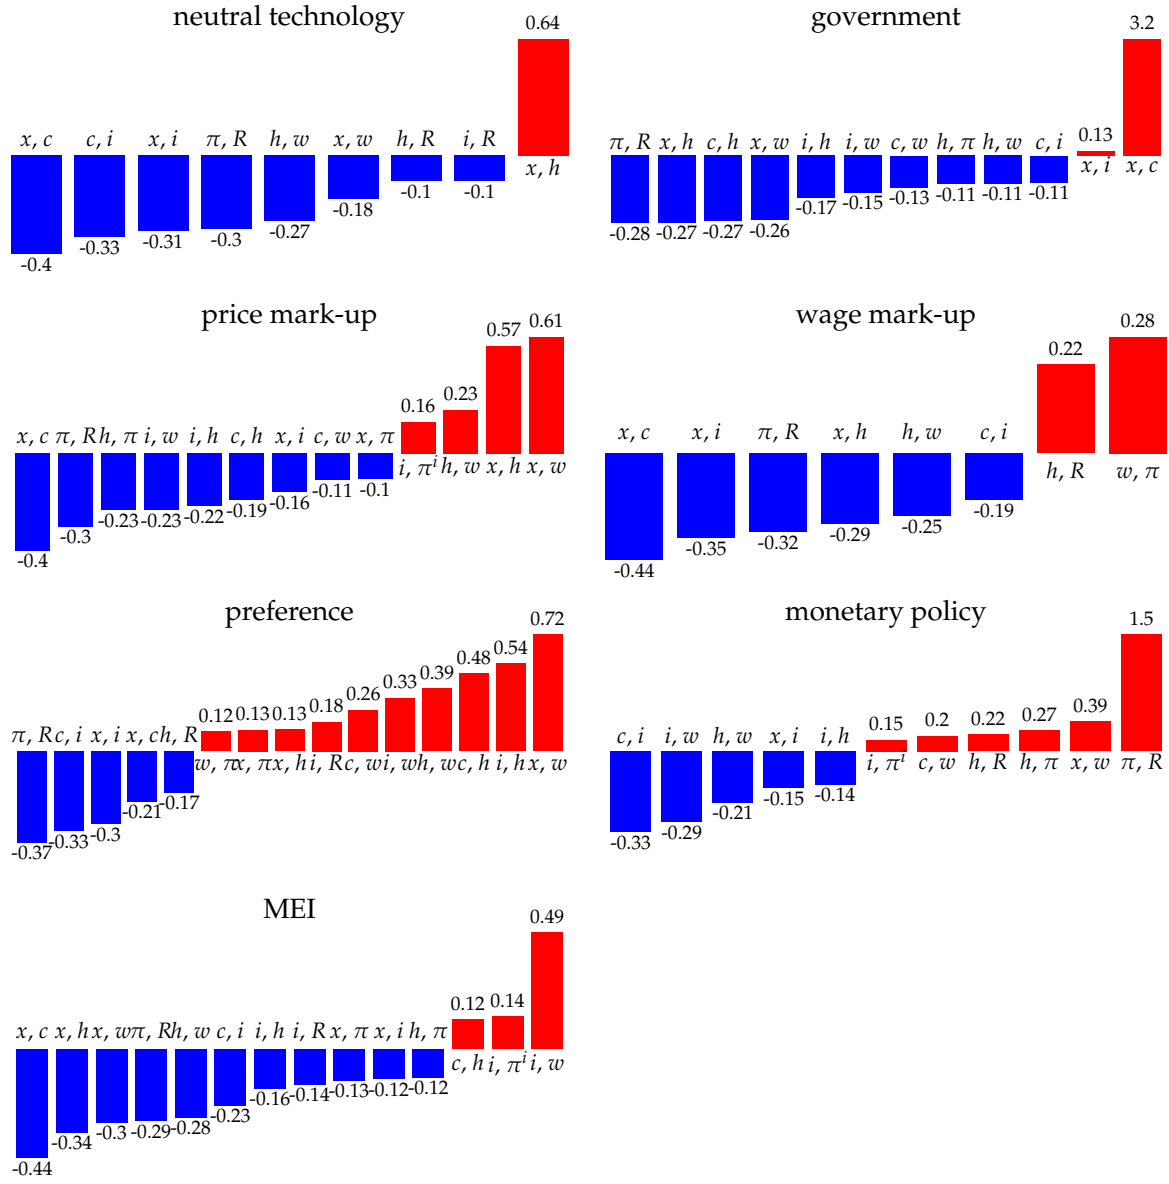 neutral technology
0.64
x, c c, i x, i π, R h, w x, w h, R i, R
x, h
-0.4 -0.33 -0.31 -0.3 -0.27 -0.18 -0.1 -0.1
government
3.2
0.13
π, R x, h c, h x, w i, h i, w c, w h, π h, w c, i
x, i x, c
-0.28 -0.27 -0.27 -0.26 -0.17 -0.15 -0.13 -0.11 -0.11 -0.11
price mark-up
0.16 0.23 0.57 0.61
x, c π, R h, π i, w i, h c, h x, i c, w x, π
i, πⁱ h, w x, h x, w
-0.4 -0.3 -0.23 -0.23 -0.22 -0.19 -0.16 -0.11 -0.1
wage mark-up
0.22 0.28
x, c x, i π, R x, h h, w c, i
h, R w, π
-0.44 -0.35 -0.32 -0.29 -0.25 -0.19
preference
0.12 0.13 0.13 0.18 0.26 0.33 0.39 0.48 0.54 0.72
π, R c, i x, i x, c h, R
w, π x, π x, h i, R c, w i, w h, w c, h i, h x, w
-0.37 -0.33 -0.3 -0.21 -0.17
monetary policy
0.15 0.2 0.22 0.27 0.39 1.5
c, i i, w h, w x, i i, h
i, πⁱ c, w h, R h, π x, w π, R
-0.33 -0.29 -0.21 -0.15 -0.14
MEI
0.12 0.14 0.49
x, c x, h x, w π, R h, w c, i i, h i, R x, π x, i h, π
c, h i, πⁱ i, w
-0.44 -0.34 -0.3 -0.29 -0.28 -0.23 -0.16 -0.14 -0.13 -0.12 -0.12